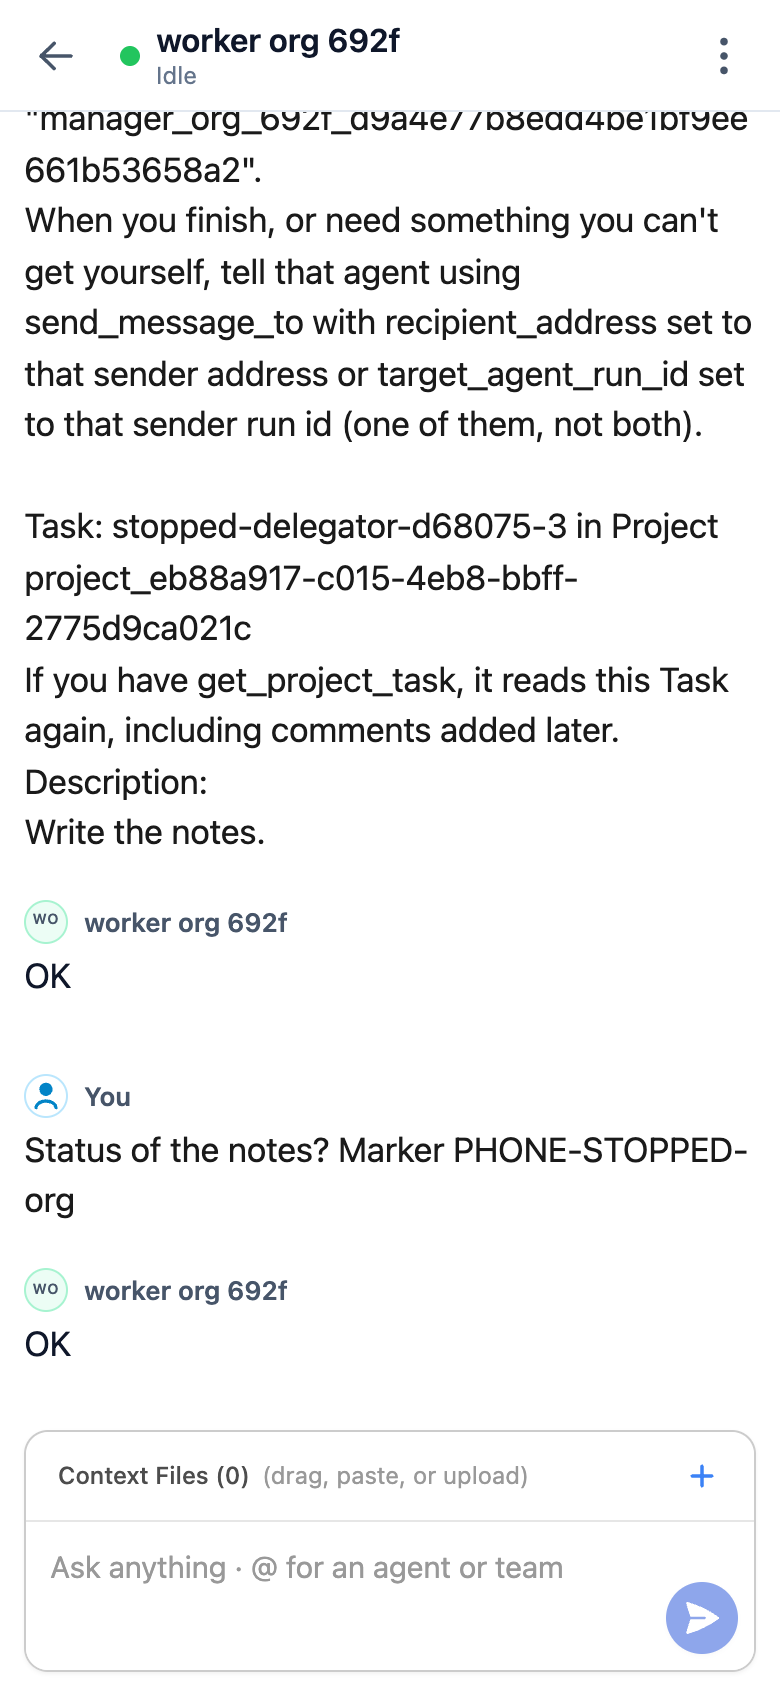 worker org 692f
Idle
"manager_org_692f_d9a4e77b8edd4be1bf9ee
661b53658a2".
When you finish, or need something you can't
get yourself, tell that agent using
send_message_to with recipient_address set to
that sender address or target_agent_run_id set
to that sender run id (one of them, not both).
Task: stopped-delegator-d68075-3 in Project
project_eb88a917-c015-4eb8-bbff-
2775d9ca021c
If you have get_project_task, it reads this Task
again, including comments added later.
Description:
Write the notes.
WO worker org 692f
OK
You
Status of the notes? Marker PHONE-STOPPED-
org
WO worker org 692f
OK
Context Files (0) (drag, paste, or upload)
Ask anything · @ for an agent or team